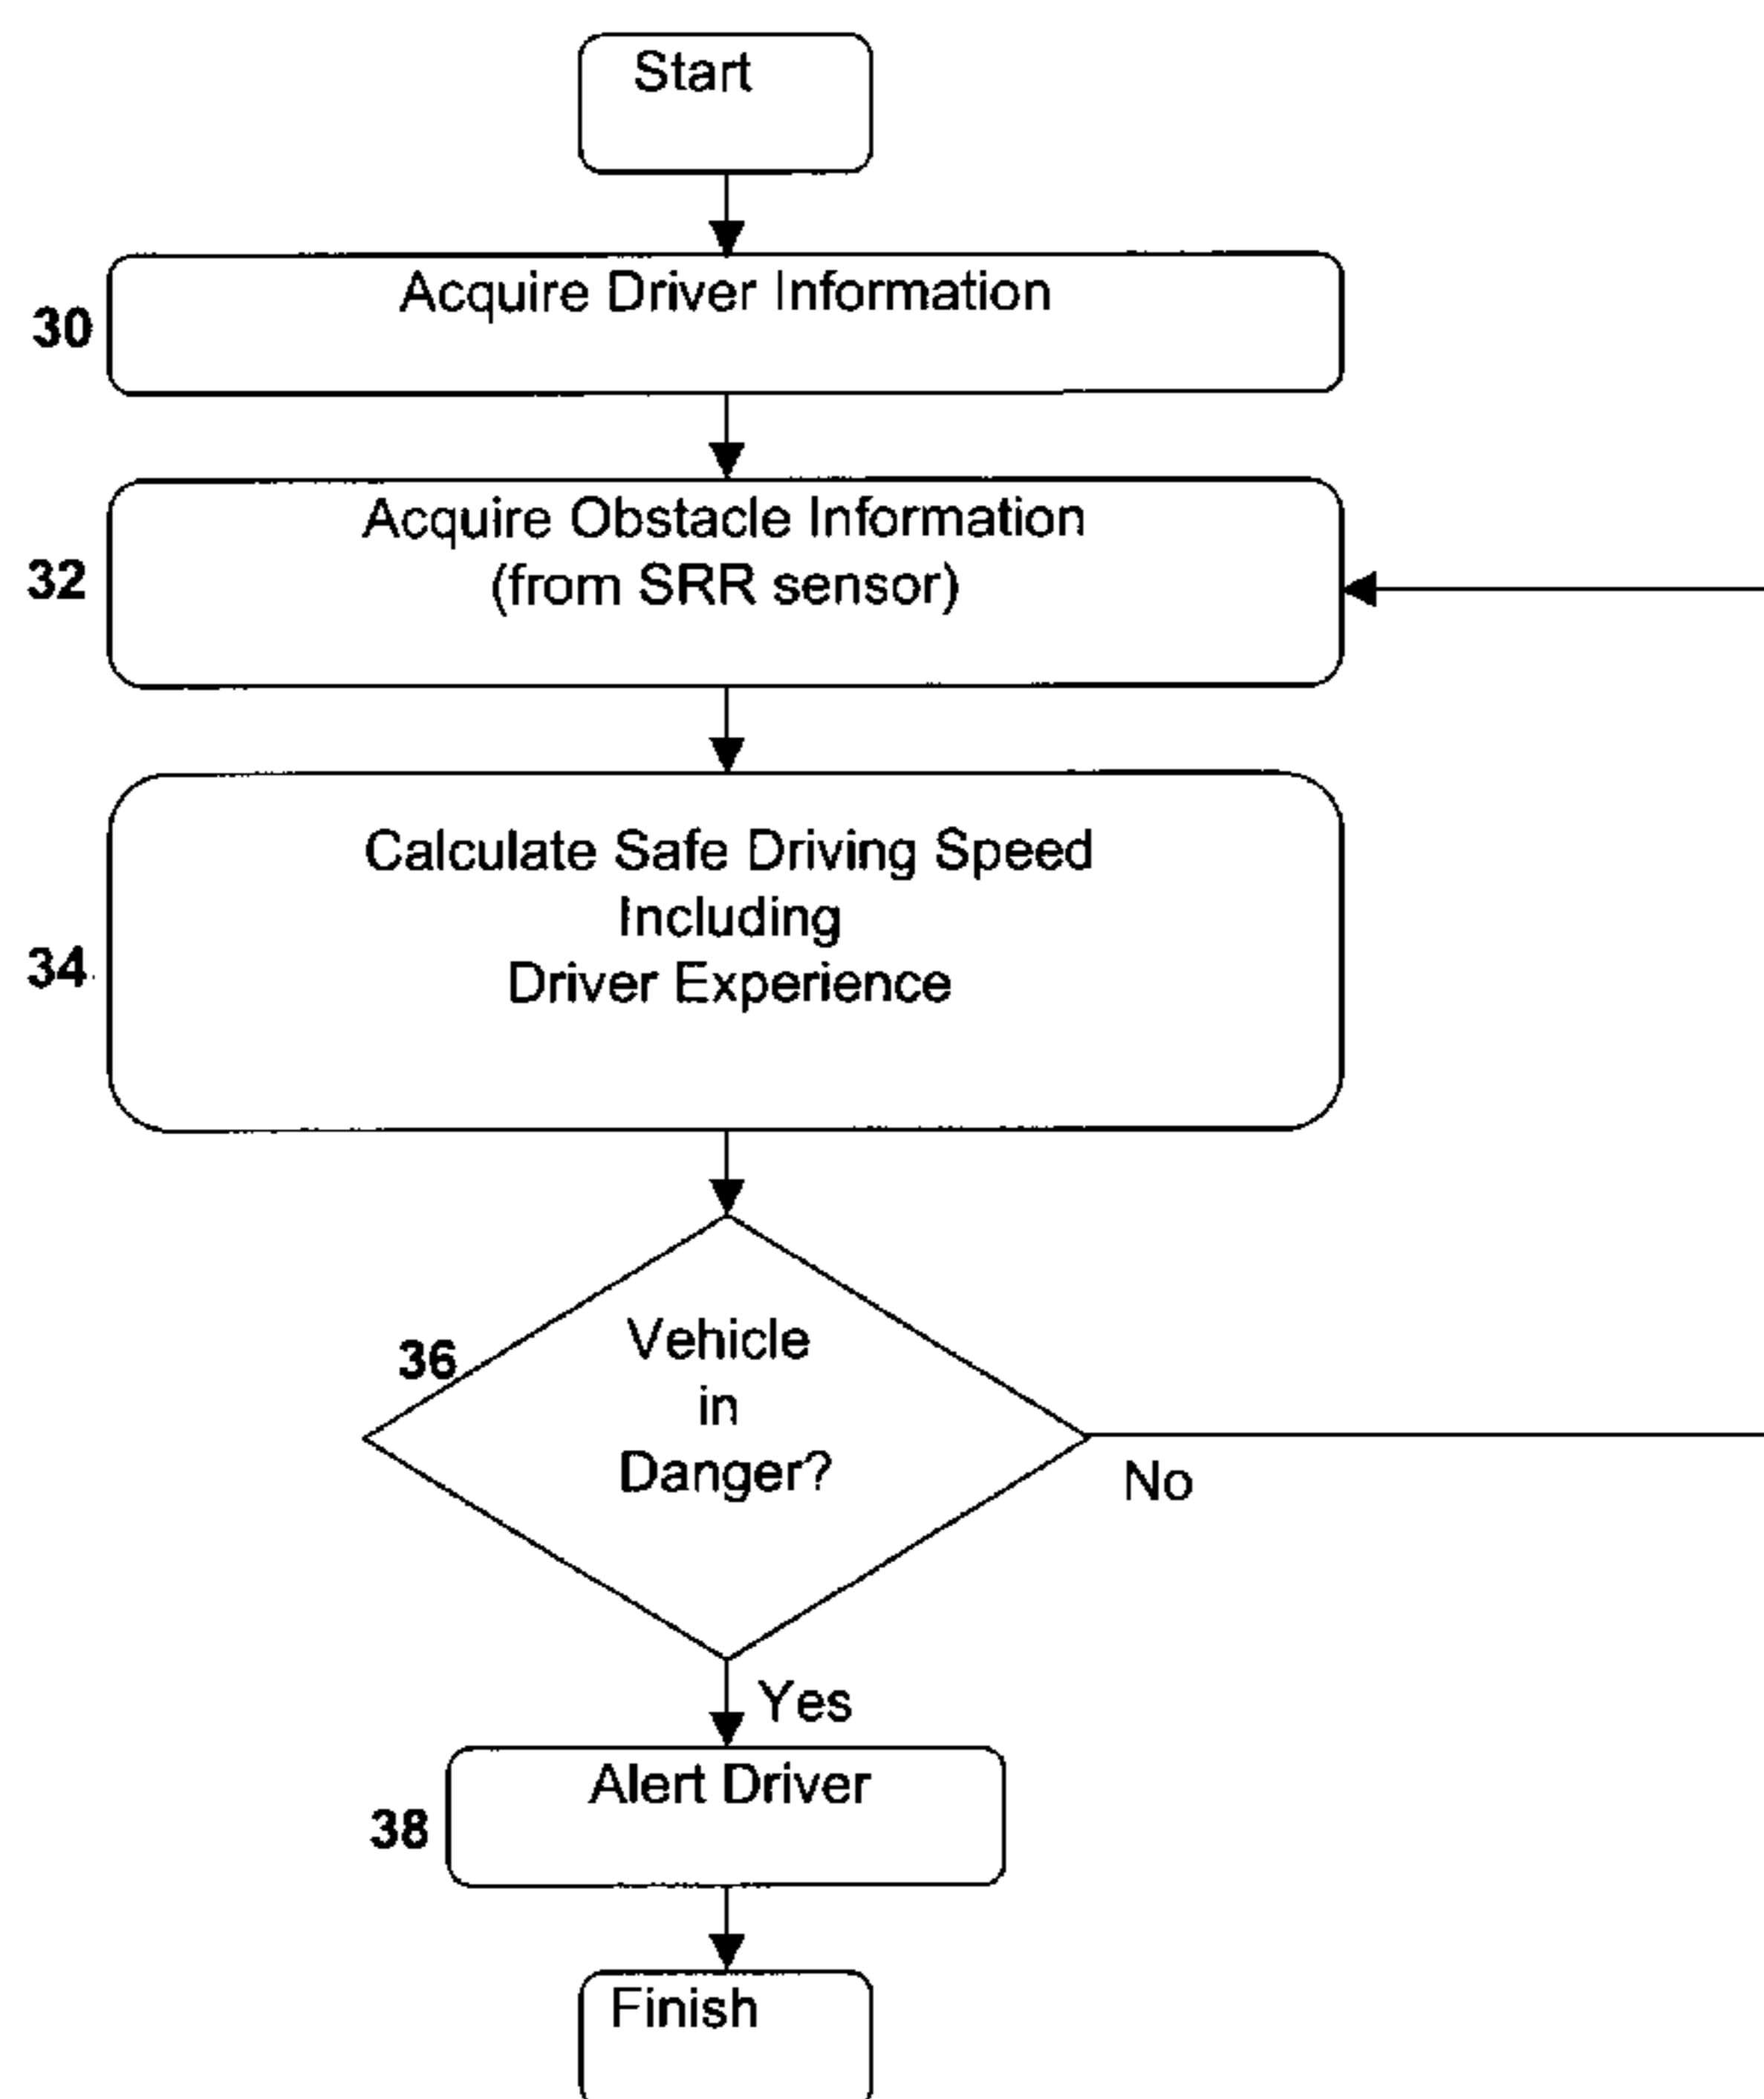 Start
30
Acquire Driver Information
32
Acquire Obstacle Information
(from SRR sensor)
34
Calculate Safe Driving Speed
Including
Driver Experience
36
Vehicle
in
Danger?
No
Yes
38
Alert Driver
Finish